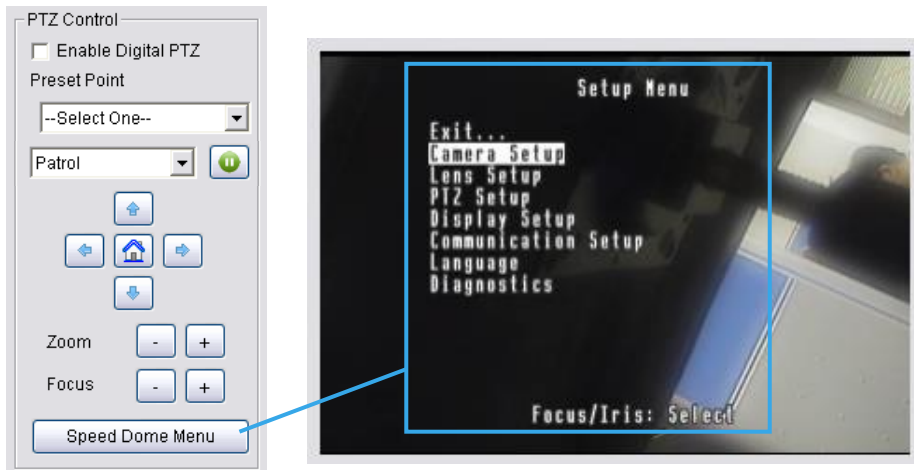 PTZ Control
Enable Digital PTZ
Preset Point
--Select One--
Patrol
Zoom - +
Focus - +
Speed Dome Menu
Setup Menu
Exit...
Camera Setup
Lens Setup
PTZ Setup
Display Setup
Communication Setup
Language
Diagnostics
Focus/Iris: Select